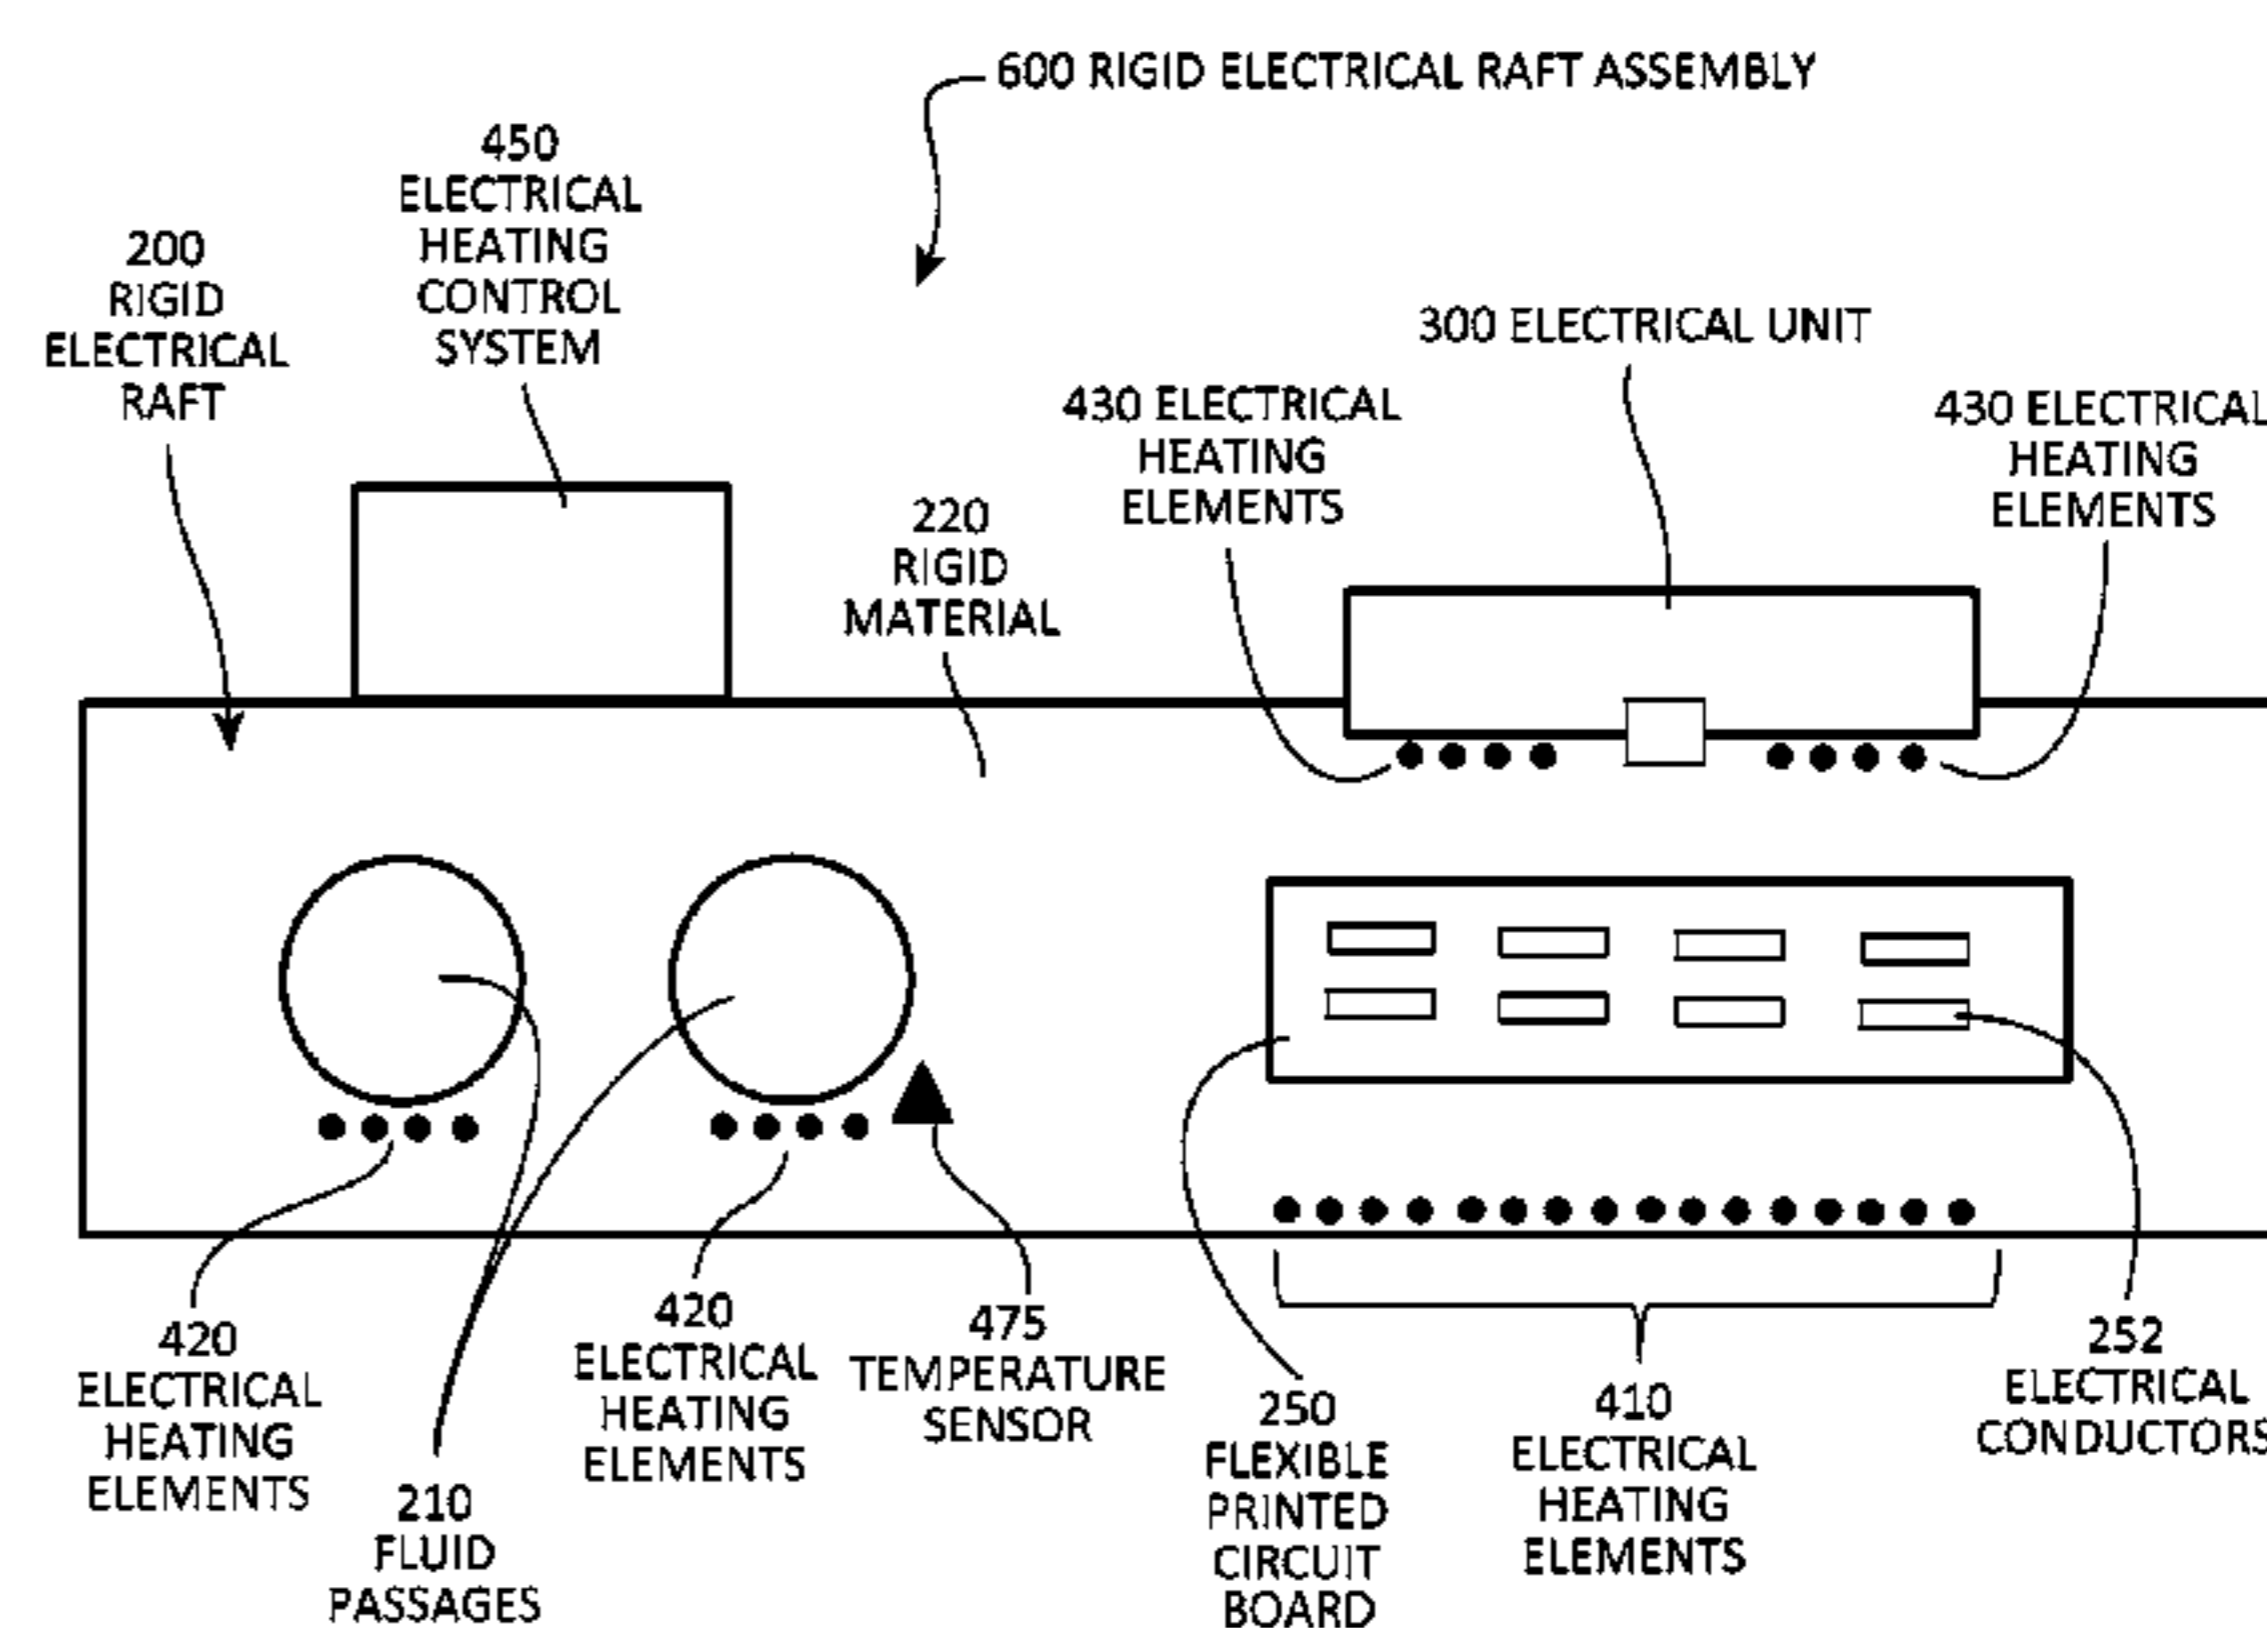 600 RIGID ELECTRICAL RAFT ASSEMBLY
450
ELECTRICAL
HEATING
CONTROL
SYSTEM
200
RIGID
ELECTRICAL
RAFT
300 ELECTRICAL UNIT
430 ELECTRICAL
HEATING
ELEMENTS
430 ELECTRICAL
HEATING
ELEMENTS
220
RIGID
MATERIAL
420
ELECTRICAL
HEATING
ELEMENTS
210
FLUID
PASSAGES
420
ELECTRICAL
HEATING
ELEMENTS
475
TEMPERATURE
SENSOR
250
FLEXIBLE
PRINTED
CIRCUIT
BOARD
410
ELECTRICAL
HEATING
ELEMENTS
252
ELECTRICAL
CONDUCTORS